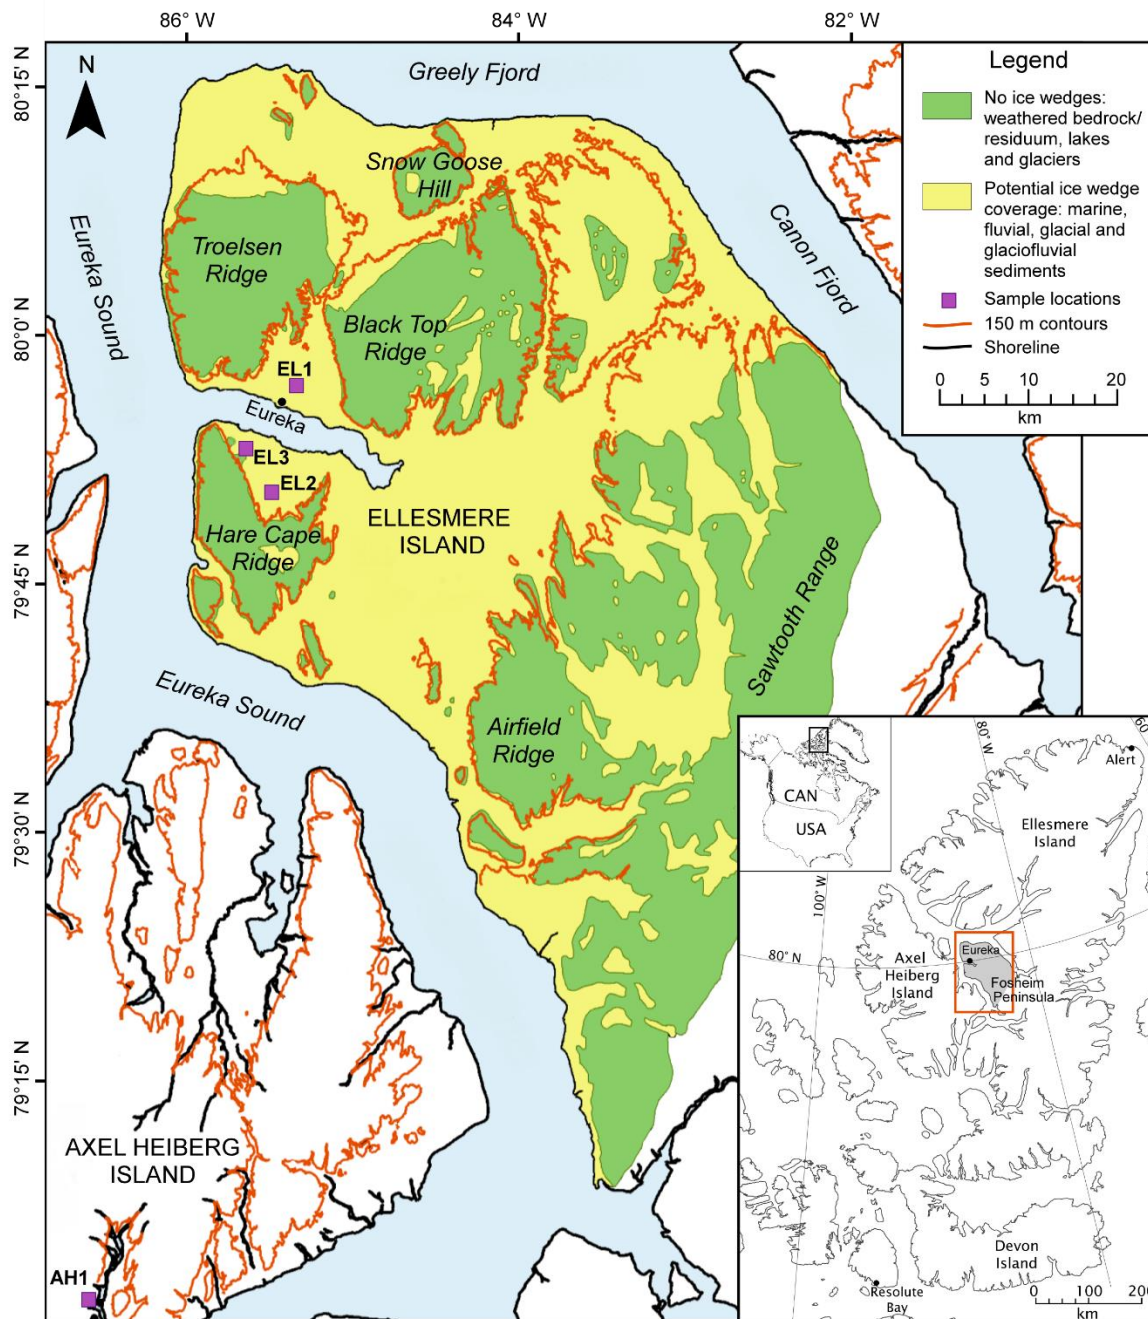 86° W
84° W
82° W
80°15' N
80°0' N
79°45' N
79°30' N
79°15' N
N
Greely Fjord
Snow Goose
Hill
Eureka Sound
Troelsen
Ridge
Canon Fjord
Black Top
Ridge
EL1
Eureka
EL3
EL2
ELLESMERE
ISLAND
Hare Cape
Ridge
Sawtooth Range
Eureka Sound
Airfield
Ridge
AXEL HEIBERG
ISLAND
AH1
Legend
No ice wedges:
weathered bedrock/
residuum, lakes
and glaciers
Potential ice wedge
coverage: marine,
fluvial, glacial and
glaciofluvial
sediments
Sample locations
150 m contours
Shoreline
0 5 10 20
km
CAN
USA
80° W
60
Alert
Ellesmere
Island
100° W
80° N
Eureka
Axel
Heiberg
Island
Fosheim
Peninsula
Devon
Island
Resolute
Bay
0 100 200
km